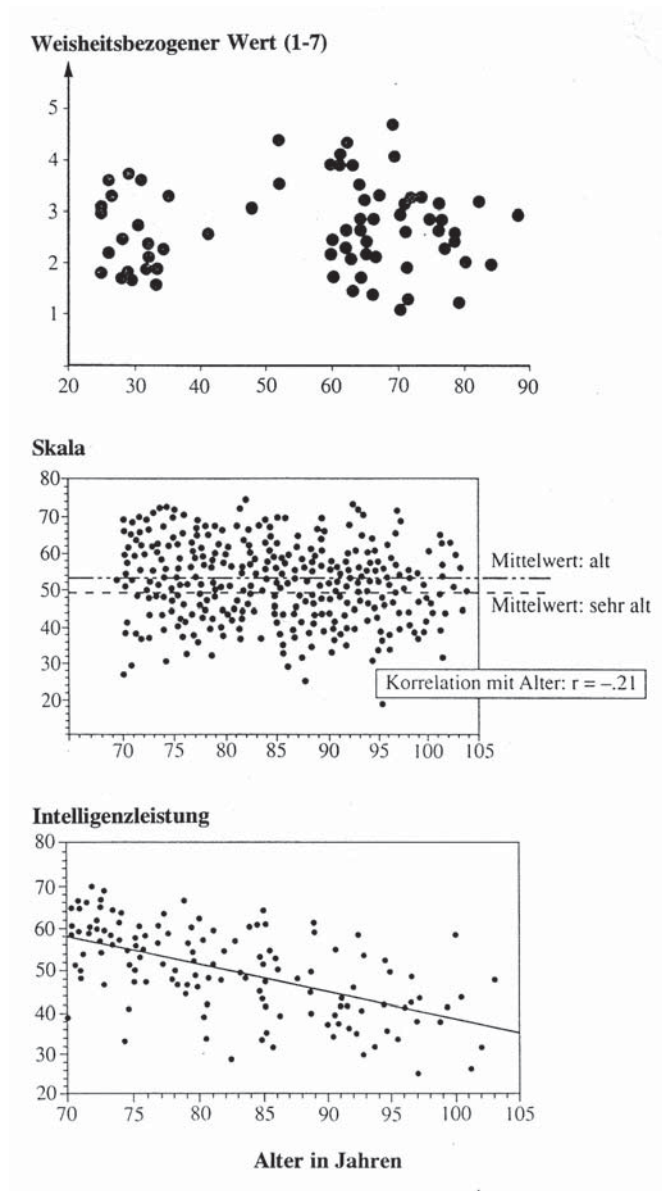 Weisheitsbezogener Wert (1-7)
5
4
3
2
1
20 30 40 50 60 70 80 90
Skala
80
70
60
50
40
30
20
Mittelwert: alt
Mittelwert: sehr alt
Korrelation mit Alter: r = –.21
70 75 80 85 90 95 100 105
Intelligenzleistung
80
70
60
50
40
30
20
70 75 80 85 90 95 100 105
Alter in Jahren